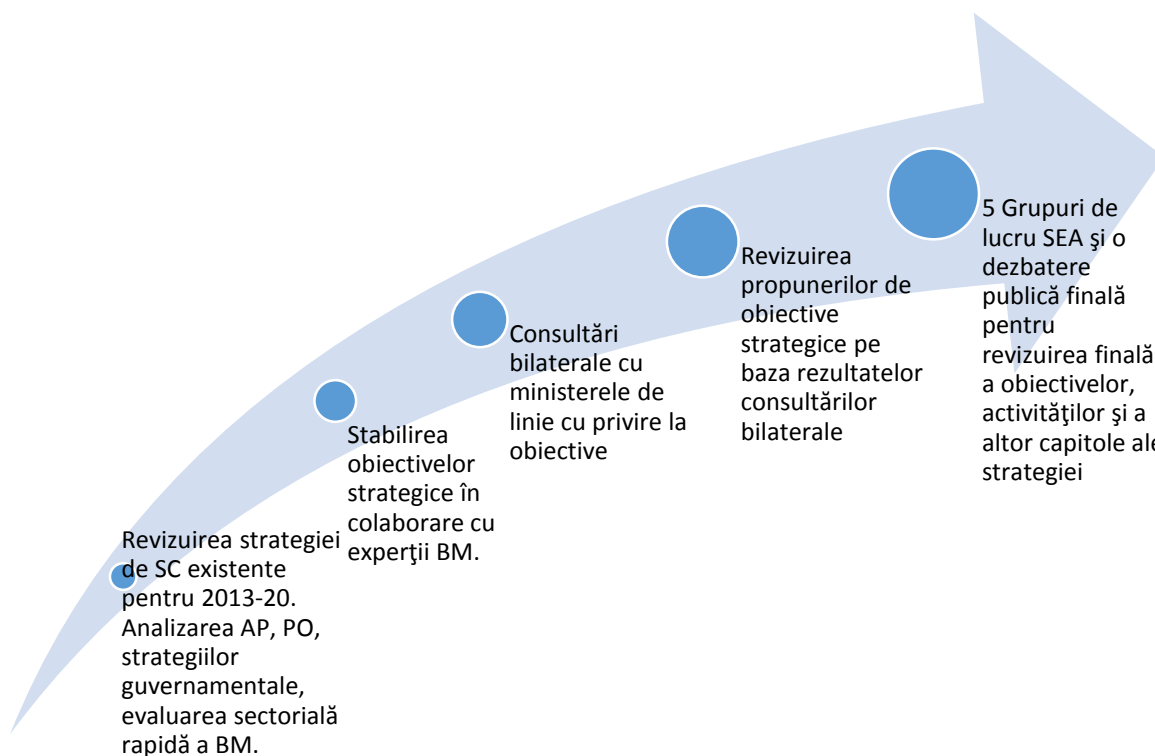 Revizuirea strategiei
de SC existente
pentru 2013-20.
Analizarea AP, PO,
strategiilor
guvernamentale,
evaluarea sectorială
rapidă a BM.
Stabilirea
obiectivelor
strategice în
colaborare cu
experţii BM.
Consultări
bilaterale cu
ministerele de
linie cu privire la
obiective
Revizuirea
propunerilor de
obiective
strategice pe
baza rezultatelor
consultărilor
bilaterale
5 Grupuri de
lucru SEA şi o
dezbatere
publică finală
pentru
revizuirea finală
a obiectivelor,
activităţilor şi a
altor capitole ale
strategiei